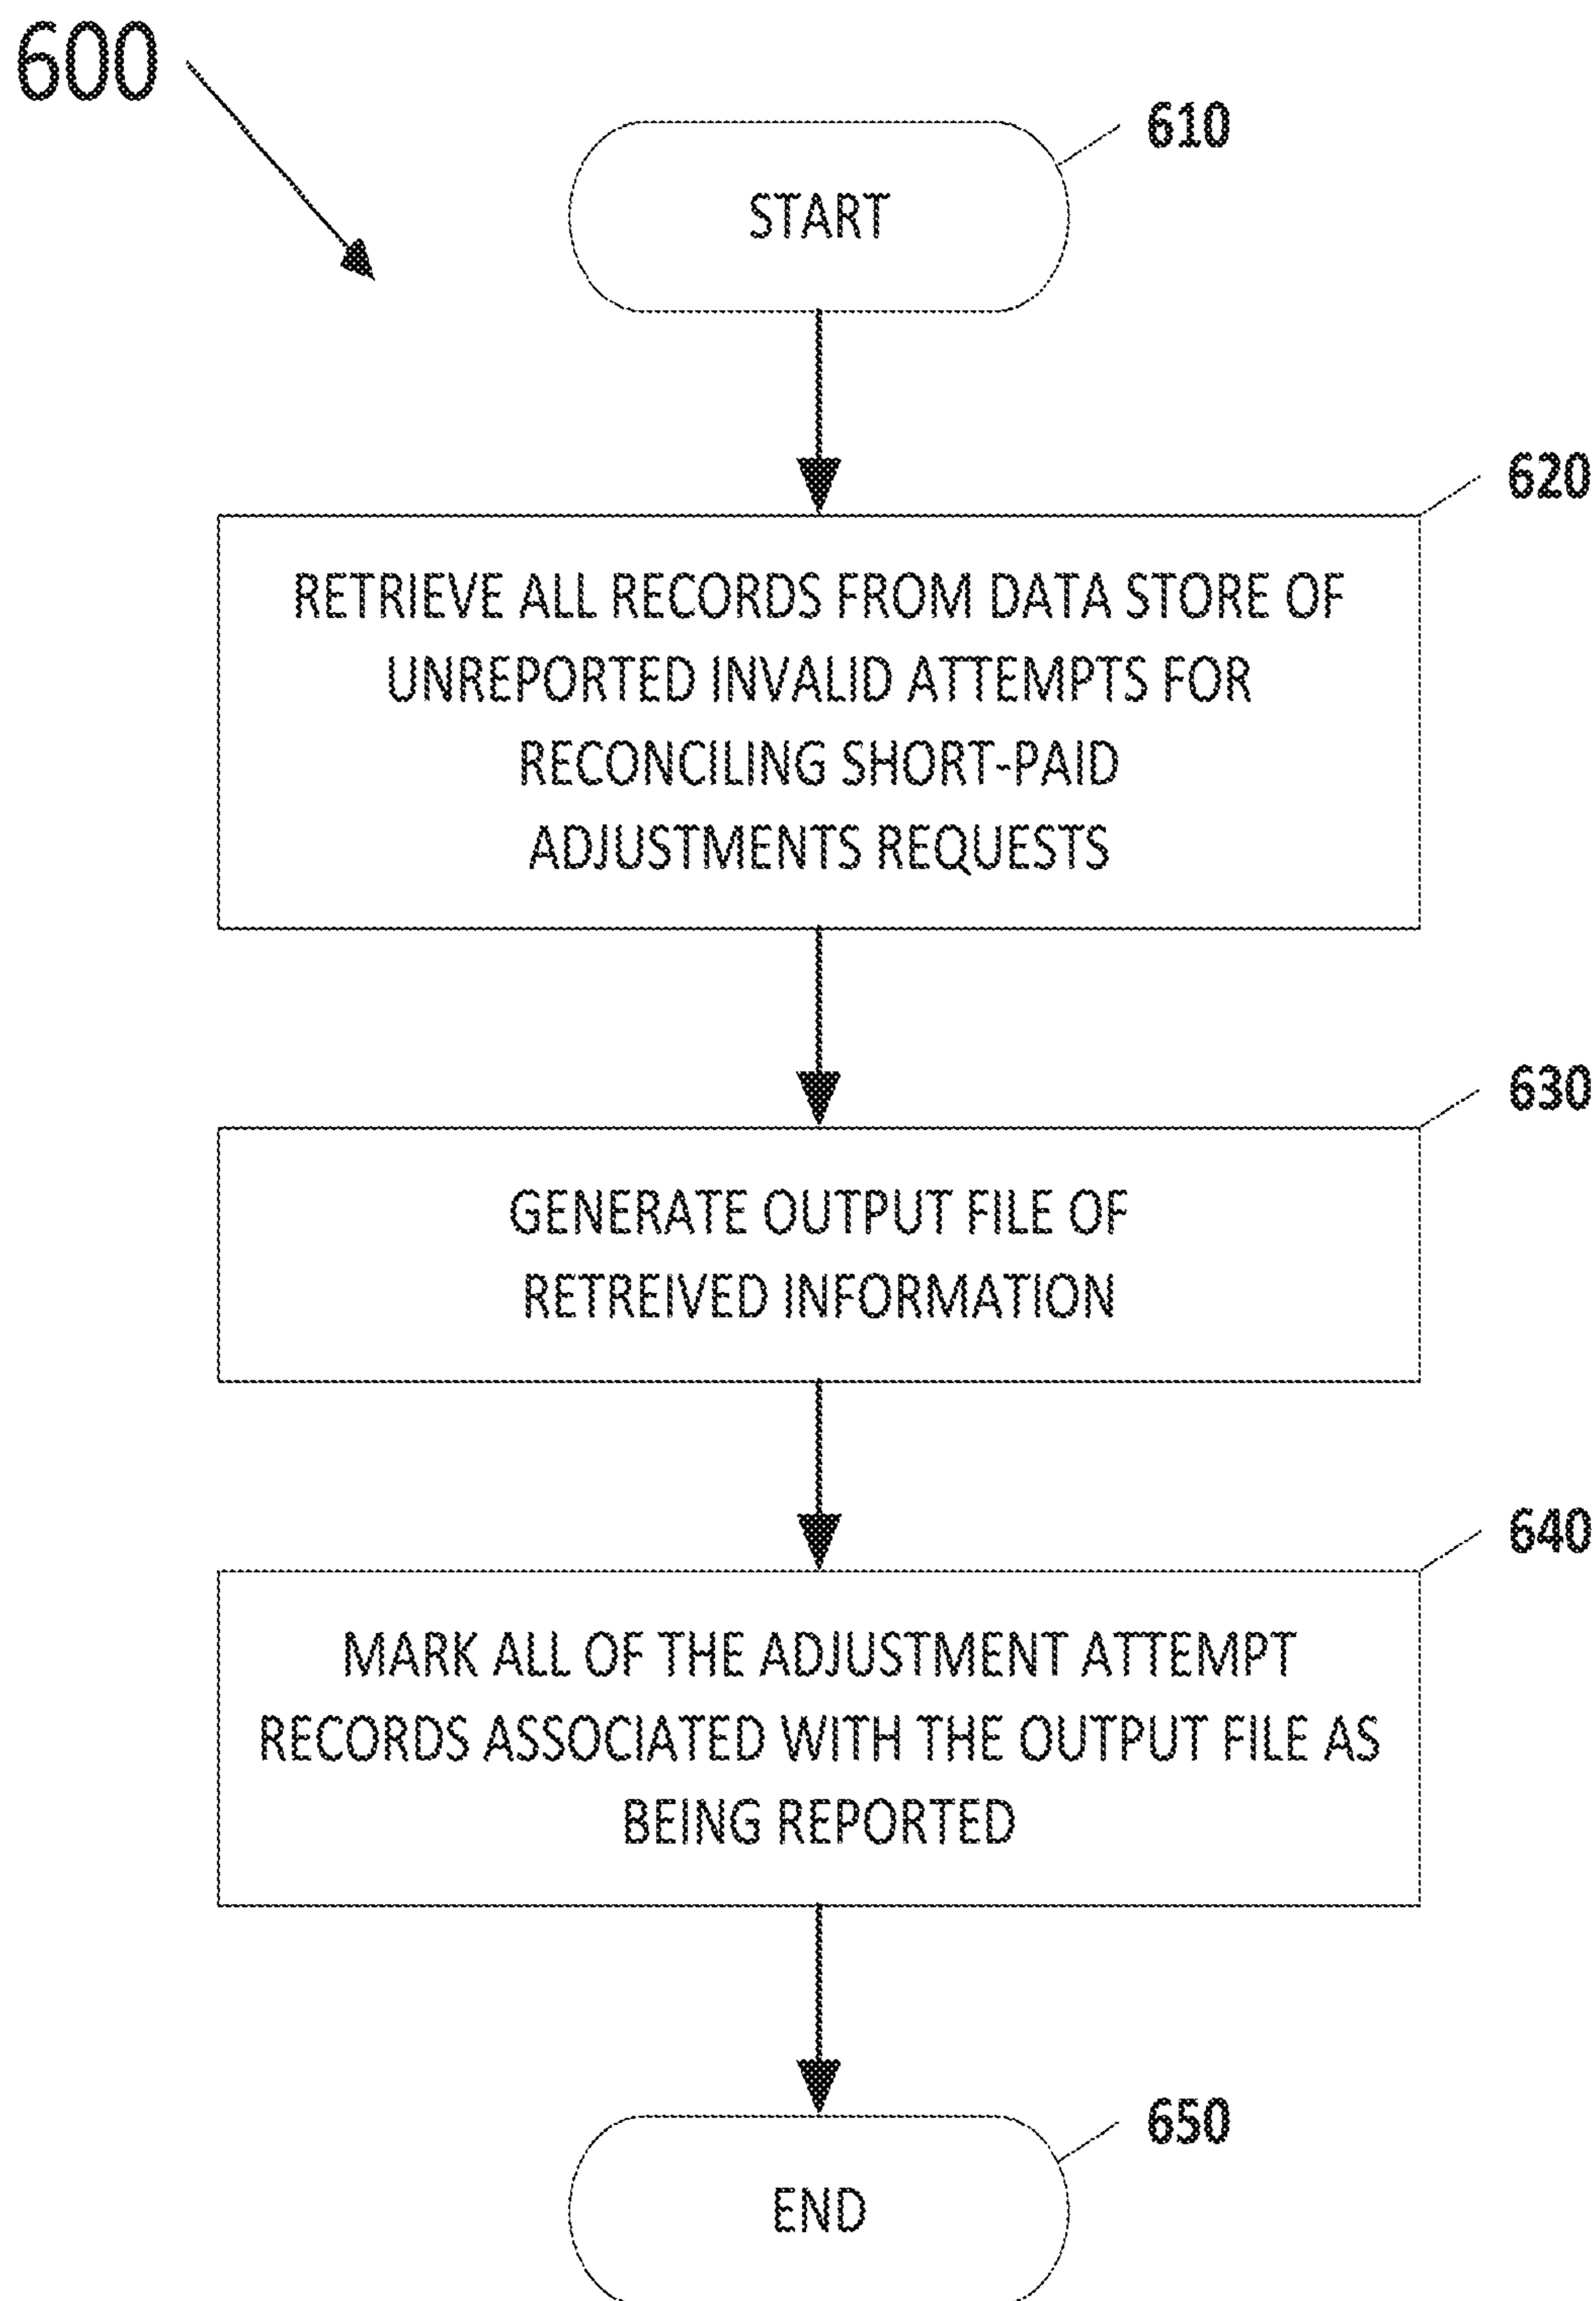 600
610
START
620
RETRIEVE ALL RECORDS FROM DATA STORE OF
UNREPORTED INVALID ATTEMPTS FOR
RECONCILING SHORT-PAID
ADJUSTMENTS REQUESTS
630
GENERATE OUTPUT FILE OF
RETREIVED INFORMATION
640
MARK ALL OF THE ADJUSTMENT ATTEMPT
RECORDS ASSOCIATED WITH THE OUTPUT FILE AS
BEING REPORTED
650
END